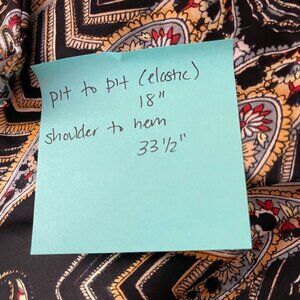 pit to pit (elastic)
18"
shoulder to hem
33 1/2"